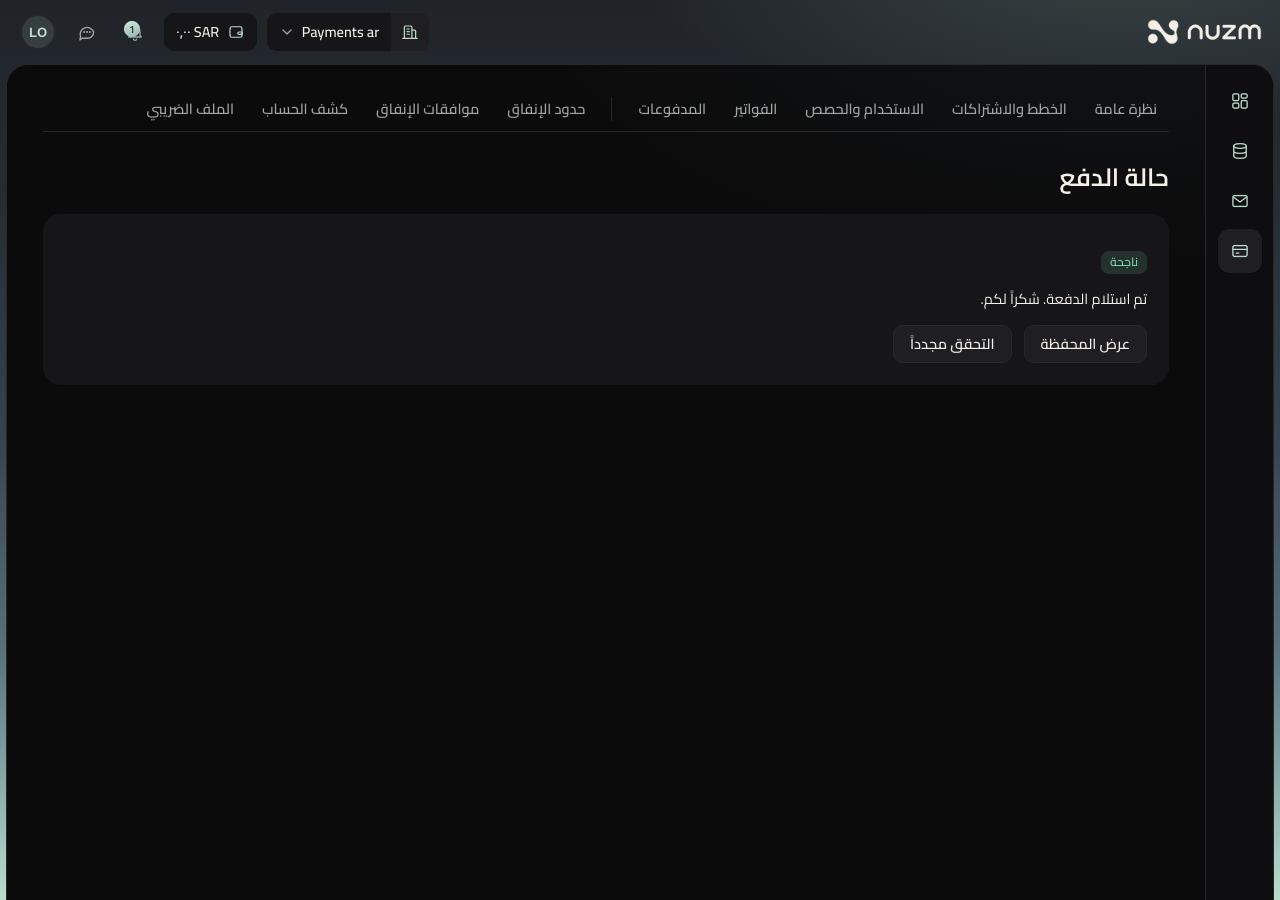 nuzm
Payments ar
٠,٠٠ SAR
1
LO
نظرة عامة
الخطط والاشتراكات
الاستخدام والحصص
الفواتير
المدفوعات
حدود الإنفاق
موافقات الإنفاق
كشف الحساب
الملف الضريبي
حالة الدفع
ناجحة
تم استلام الدفعة. شكراً لكم.
عرض المحفظة
التحقق مجدداً